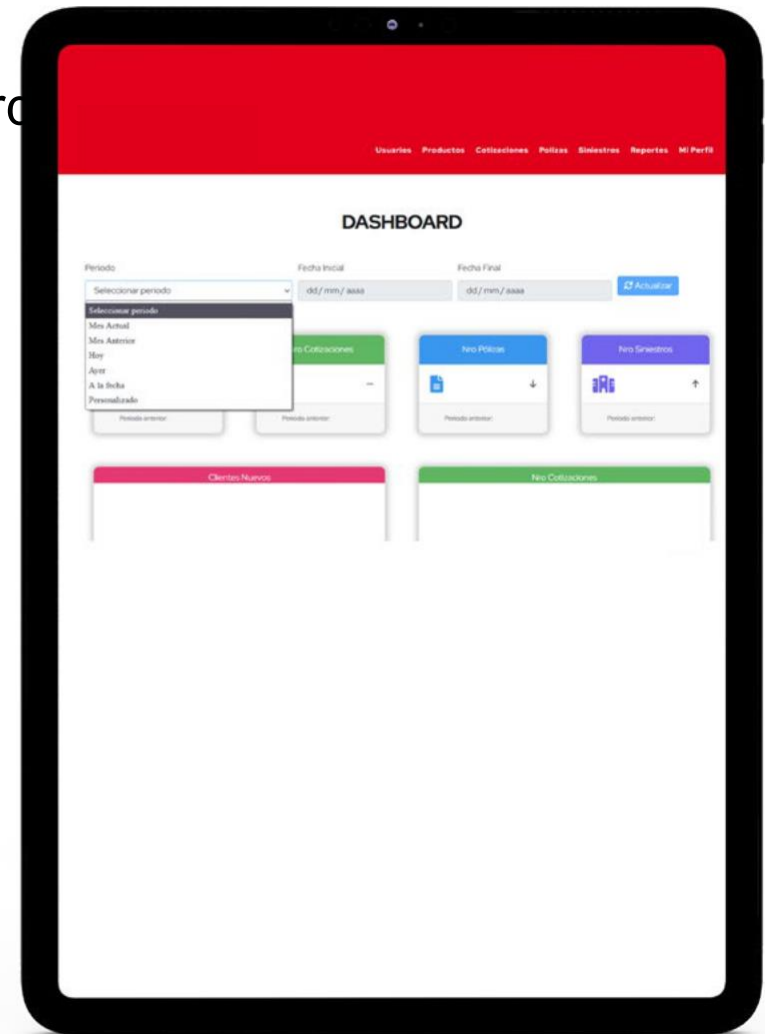 ro
Usuarios Productos Cotizaciones Polizas Siniestros Reportes Mi Perfil
DASHBOARD
Periodo Fecha Inicial Fecha Final
Seleccionar periodo dd/mm/aaaa dd/mm/aaaa Actualizar
Seleccionar periodo
Mes Actual
Mes Anterior
Hoy
Ayer
A la fecha
Personalizado
ro Cotizaciones Nro Pólizas Nro Siniestros
Periodo anterior: Periodo anterior: Periodo anterior: Periodo anterior:
Clientes Nuevos Nro Cotizaciones